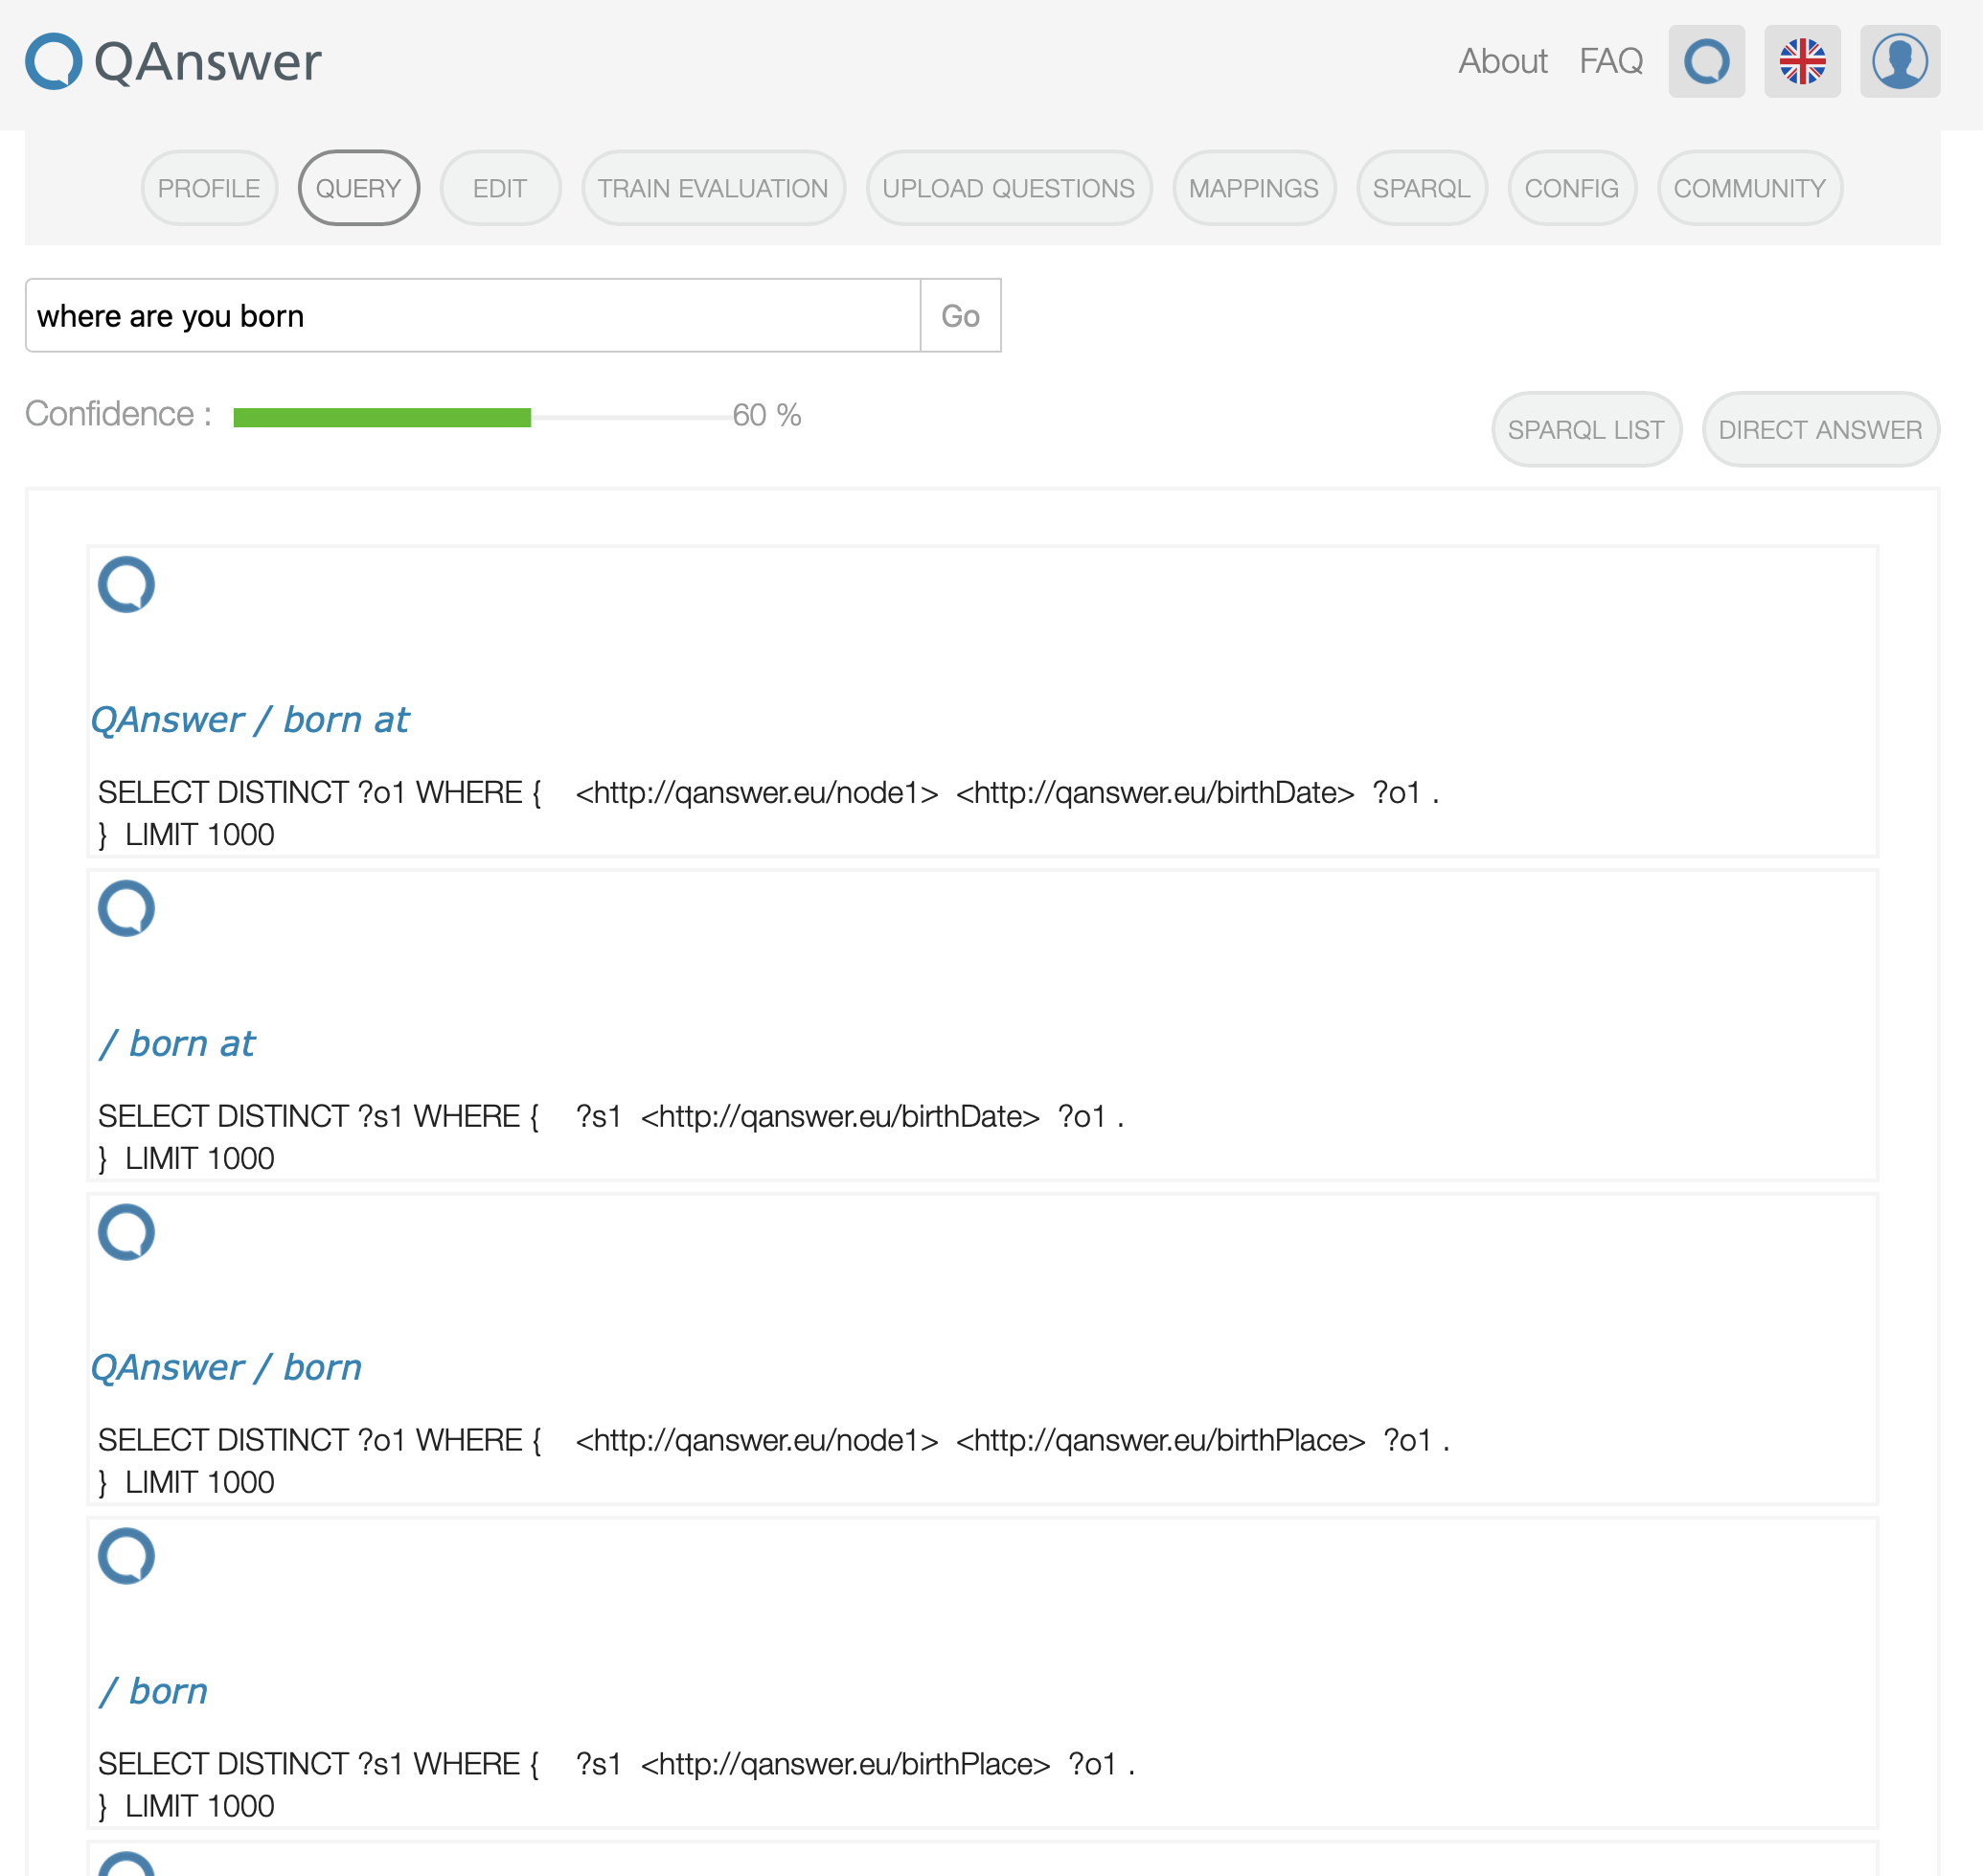 QAnswer
About FAQ
PROFILE QUERY EDIT TRAIN EVALUATION UPLOAD QUESTIONS MAPPINGS SPARQL CONFIG COMMUNITY
where are you born Go
Confidence : 60 %
SPARQL LIST DIRECT ANSWER
QAnswer / born at
SELECT DISTINCT ?o1 WHERE { <http://qanswer.eu/node1> <http://qanswer.eu/birthDate> ?o1 .
} LIMIT 1000
/ born at
SELECT DISTINCT ?s1 WHERE { ?s1 <http://qanswer.eu/birthDate> ?o1 .
} LIMIT 1000
QAnswer / born
SELECT DISTINCT ?o1 WHERE { <http://qanswer.eu/node1> <http://qanswer.eu/birthPlace> ?o1 .
} LIMIT 1000
/ born
SELECT DISTINCT ?s1 WHERE { ?s1 <http://qanswer.eu/birthPlace> ?o1 .
} LIMIT 1000